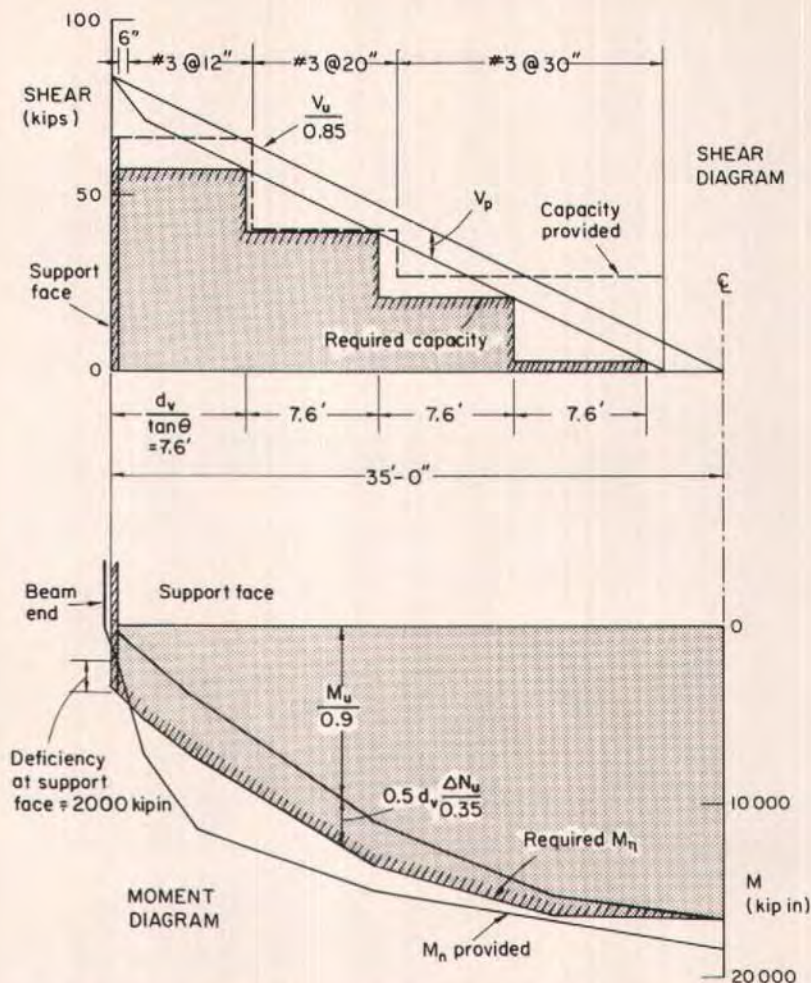 100
6"
#3 @12"
#3 @20"
#3 @30"
SHEAR
(kips)
Vu
0.85
SHEAR
DIAGRAM
50
Vp
Capacity
provided
Support
face
℄
Required capacity
0
dv
tanθ
=7.6'
7.6'
7.6'
7.6'
35'-0"
Beam
end
Support face
0
Mu
0.9
Deficiency
at support
face ≑ 2000 kipin
0.5 dv ΔNu
0.35
10 000
Required Mη
MOMENT
DIAGRAM
M
(kip in)
Mn provided
20 000